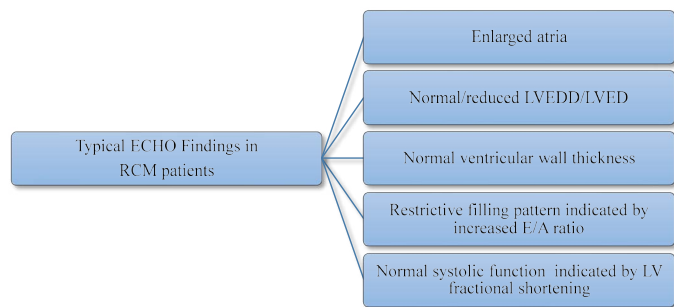 Typical ECHO Findings in
RCM patients
Enlarged atria
Normal/reduced LVEDD/LVED
Normal ventricular wall thickness
Restrictive filling pattern indicated by
increased E/A ratio
Normal systolic function indicated by LV
fractional shortening